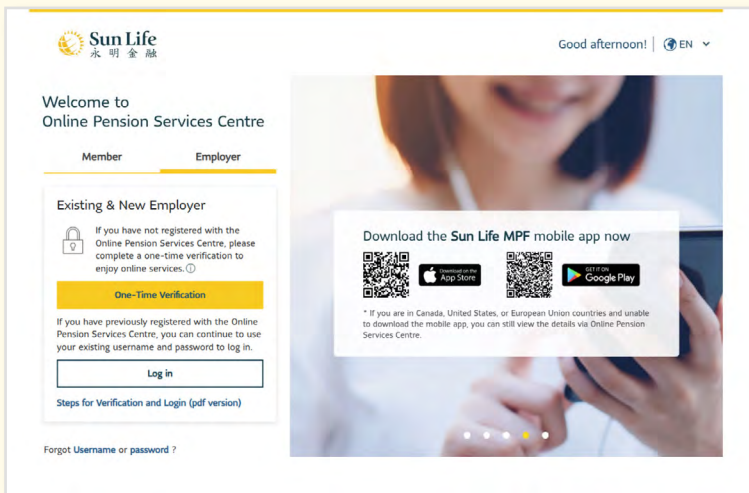 Sun Life
永明金融
Good afternoon!
EN
Welcome to
Online Pension Services Centre
Member
Employer
Existing & New Employer
If you have not
registered with the
Online Pension
Services Centre, please
complete a one-time verification to
enjoy online services.
One-Time Verification
If you have previously registered with the Online
Pension Services Centre, you can continue to use
your existing username and password to log in.
Log in
Steps for Verification and Login (pdf version)
Forgot Username or password ?
Download the Sun Life MPF mobile app now
Download on the
App Store
GET IT ON
Google Play
* If you are in Canada, United States, or European Union countries and unable
to download the mobile app, you can still view the details via Online Pension
Services Centre.